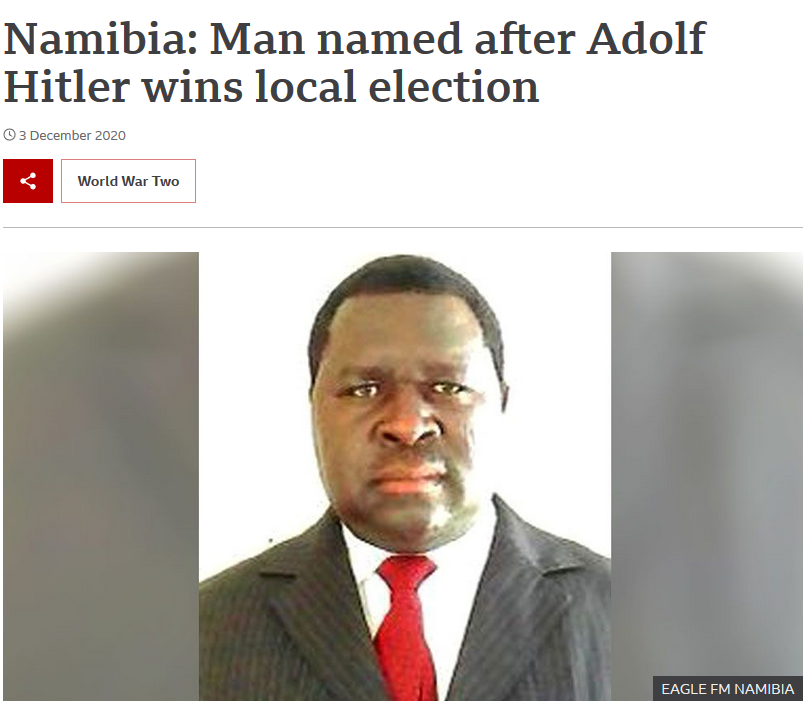 Namibia: Man named after Adolf
Hitler wins local election
3 December 2020
World War Two
EAGLE FM NAMIBIA